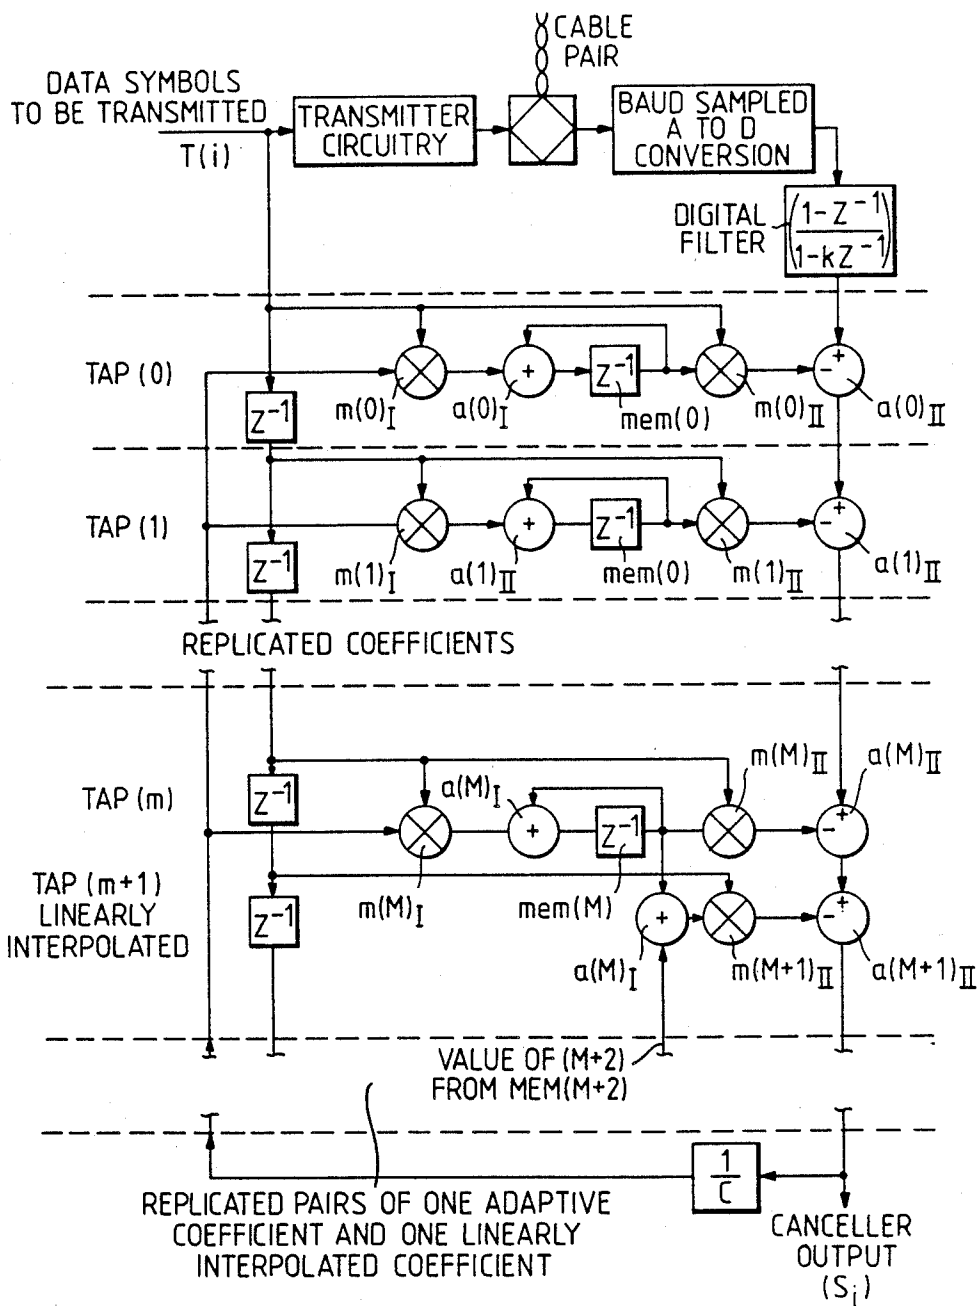 CABLE
PAIR
DATA SYMBOLS
TO BE TRANSMITTED
T(i)
TRANSMITTER
CIRCUITRY
BAUD SAMPLED
A TO D
CONVERSION
DIGITAL
FILTER
(1-Z⁻¹)
(1-kZ⁻¹)
TAP (0)
+
Z⁻¹
+
-
Z⁻¹
m(0)I
a(0)I
mem(0)
m(0)II
a(0)II
TAP (1)
+
Z⁻¹
+
-
Z⁻¹
m(1)I
a(1)II
mem(0)
m(1)II
a(1)II
REPLICATED COEFFICIENTS
m(M)II
a(M)II
TAP (m)
Z⁻¹
a(M)I
+
Z⁻¹
+
-
TAP (m+1)
LINEARLY
INTERPOLATED
Z⁻¹
m(M)I
mem(M)
+
+
-
a(M)I
m(M+1)II
a(M+1)II
VALUE OF (M+2)
FROM MEM(M+2)
1
C
REPLICATED PAIRS OF ONE ADAPTIVE
COEFFICIENT AND ONE LINEARLY
INTERPOLATED COEFFICIENT
CANCELLER
OUTPUT
(Si)